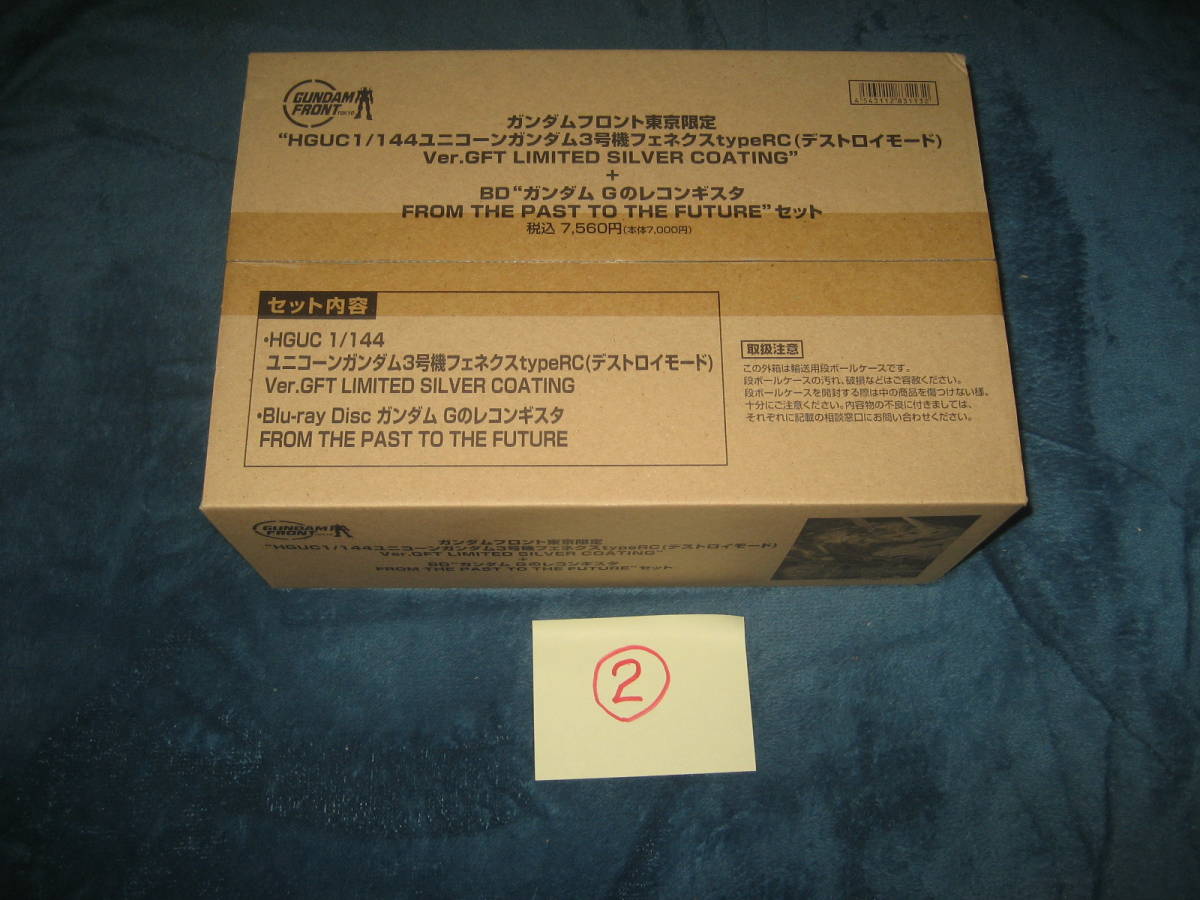 GUNDAM
FRONT TOKYO
ガンダムフロント東京限定
“HGUC1/144ユニコーンガンダム3号機フェネクスtypeRC(デストロイモード)
Ver.GFT LIMITED SILVER COATING”
+
BD“ガンダム Gのレコンギスタ
FROM THE PAST TO THE FUTURE”セット
税込 7,560円(本体7,000円)
セット内容
・HGUC 1/144
ユニコーンガンダム3号機フェネクスtypeRC(デストロイモード)
Ver.GFT LIMITED SILVER COATING
・Blu-ray Disc ガンダム Gのレコンギスタ
FROM THE PAST TO THE FUTURE
取扱注意
この外箱は輸送用段ボールケースです。
段ボールケースの汚れ、破損などはご容赦ください。
段ボールケースを開封する際は中の商品を傷つけない様、
十分にご注意ください。内容物の不良に付きましては、
それぞれに記載の相談窓口にお問い合わせください。
GUNDAM
FRONT
ガンダムフロント東京限定
“HGUC1/144ユニコーンガンダム3号機フェネクスtypeRC(デストロイモード)
Ver.GFT LIMITED SILVER COATING”
+
BD“ガンダム Gのレコンギスタ
FROM THE PAST TO THE FUTURE”セット
2